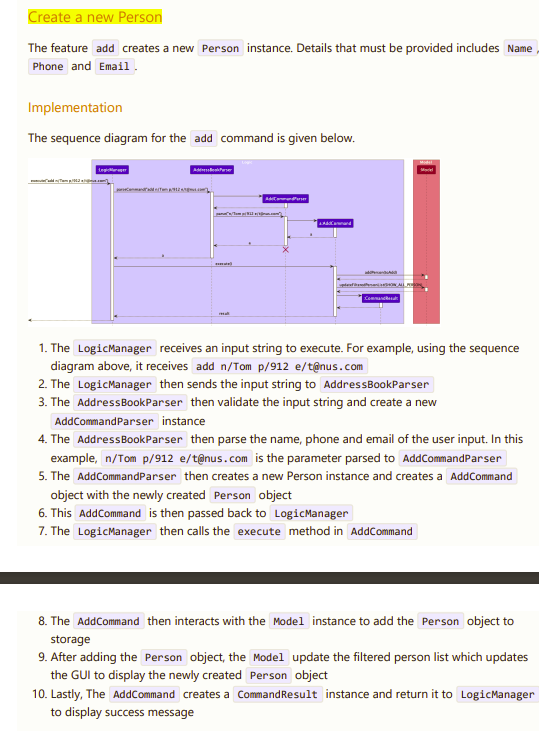 Create a new Person
The feature add creates a new Person instance. Details that must be provided includes Name ,
Phone and Email .
Implementation
The sequence diagram for the add command is given below.
Model
LogicManager
AddressBookParser
Model
execute("add n/Tom p/912 e/t@nus.com")
parseCommand("add n/Tom p/912 e/t@nus.com")
AddCommandParser
parse("n/Tom p/912 e/t@nus.com")
a:AddCommand
a
a
a
execute()
addPerson(toAdd)
updateFilteredPersonList(SHOW_ALL_PERSON)
CommandResult
result
1. The LogicManager receives an input string to execute. For example, using the sequence
diagram above, it receives add n/Tom p/912 e/t@nus.com
2. The LogicManager then sends the input string to AddressBookParser
3. The AddressBookParser then validate the input string and create a new
AddCommandParser instance
4. The AddressBookParser then parse the name, phone and email of the user input. In this
example, n/Tom p/912 e/t@nus.com is the parameter parsed to AddCommandParser
5. The AddCommandParser then creates a new Person instance and creates a AddCommand
object with the newly created Person object
6. This AddCommand is then passed back to LogicManager
7. The LogicManager then calls the execute method in AddCommand
8. The AddCommand then interacts with the Model instance to add the Person object to
storage
9. After adding the Person object, the Model update the filtered person list which updates
the GUI to display the newly created Person object
10. Lastly, The AddCommand creates a CommandResult instance and return it to LogicManager
to display success message